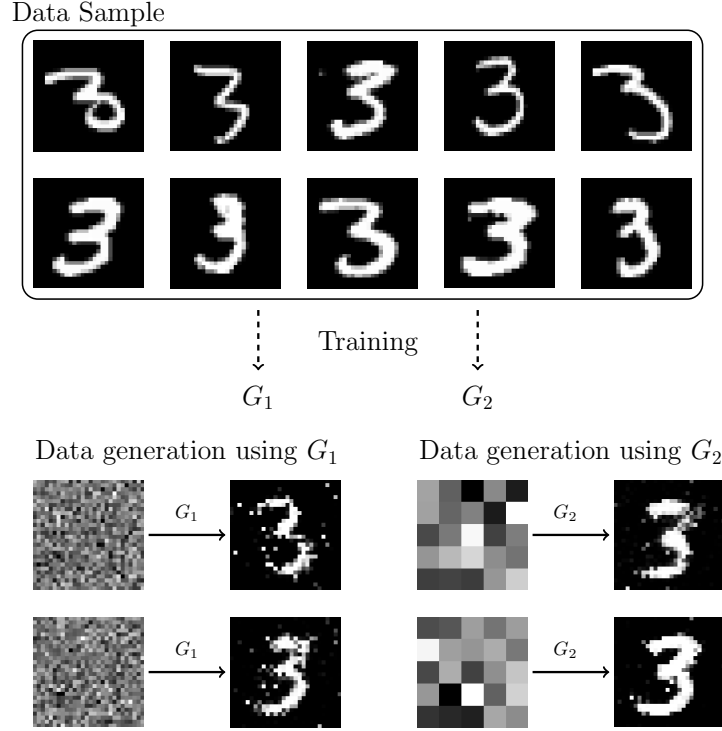 Data Sample
Training
G₁ G₂
Data generation using G₁ Data generation using G₂
G₁ G₂
G₁ G₂